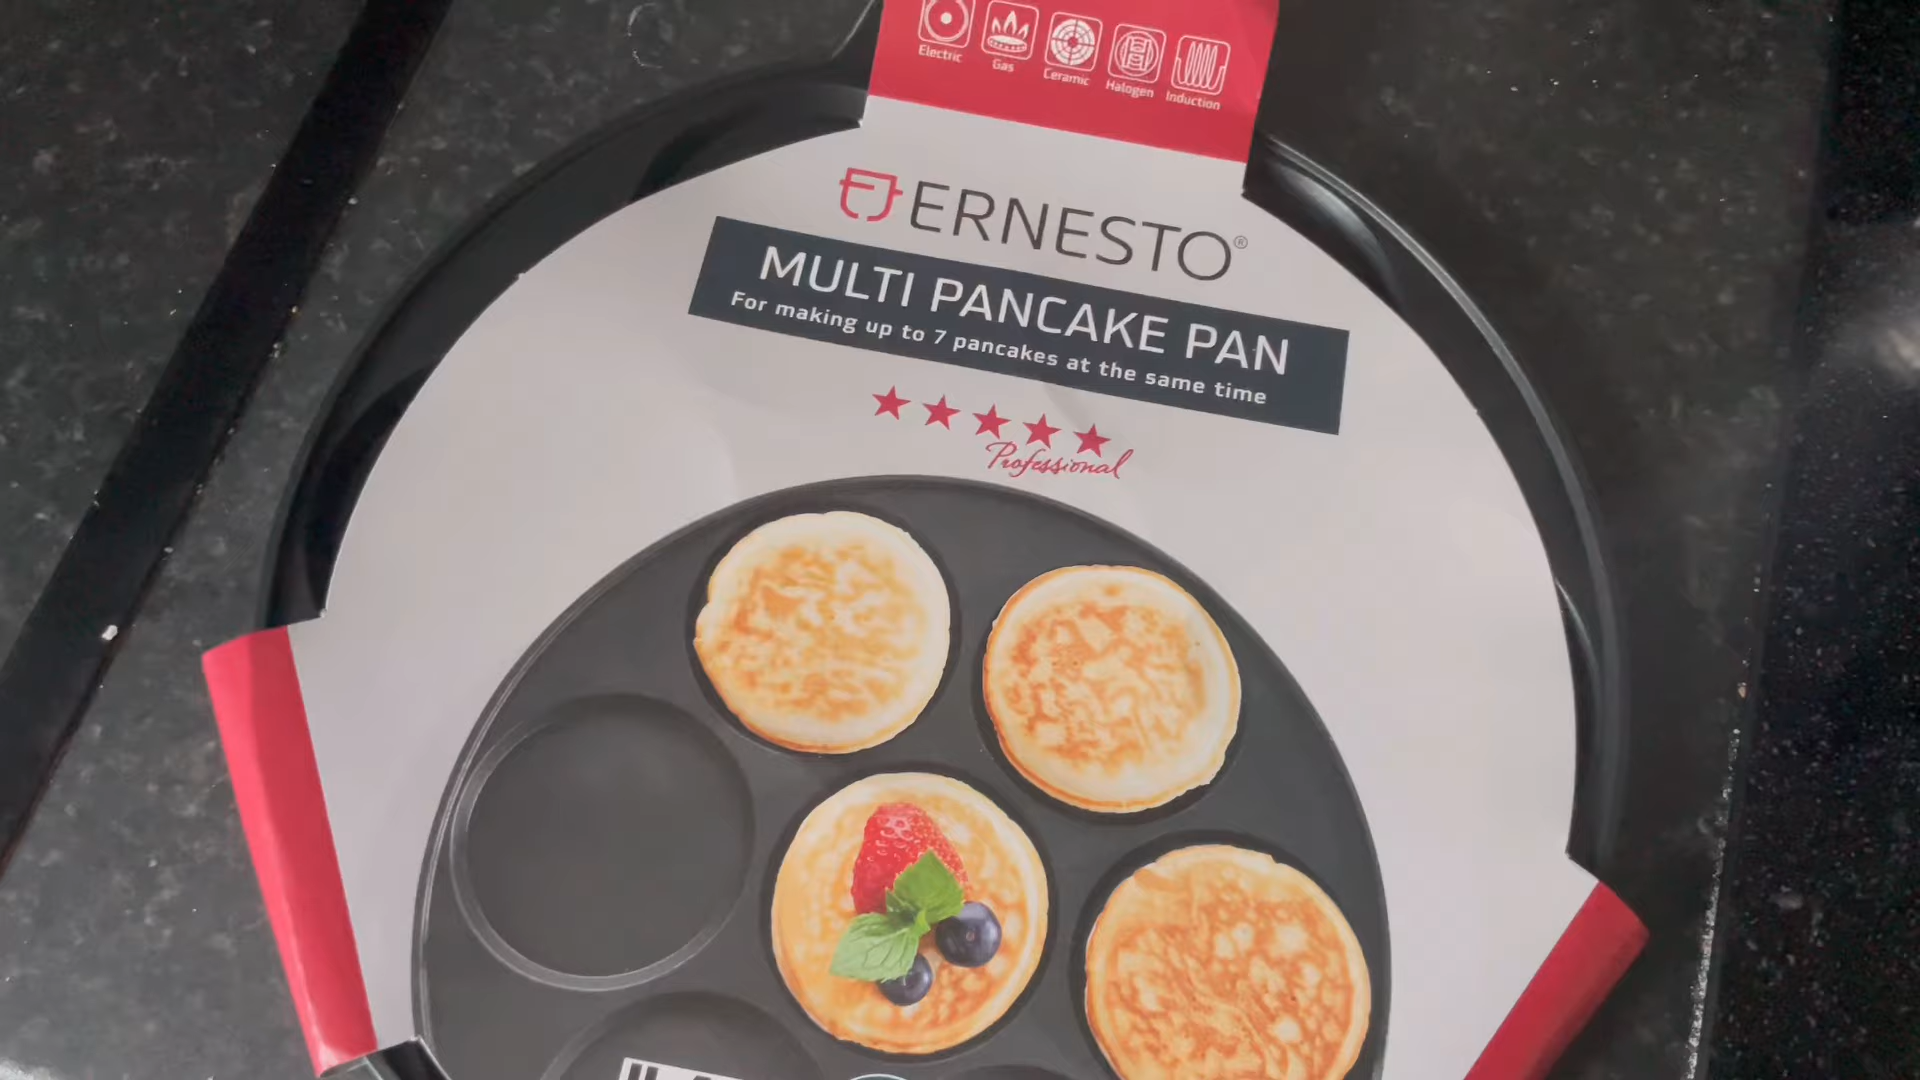 Electric
Gas
Ceramic
Halogen
Induction
ERNESTO®
MULTI PANCAKE PAN
For making up to 7 pancakes at the same time
Professional